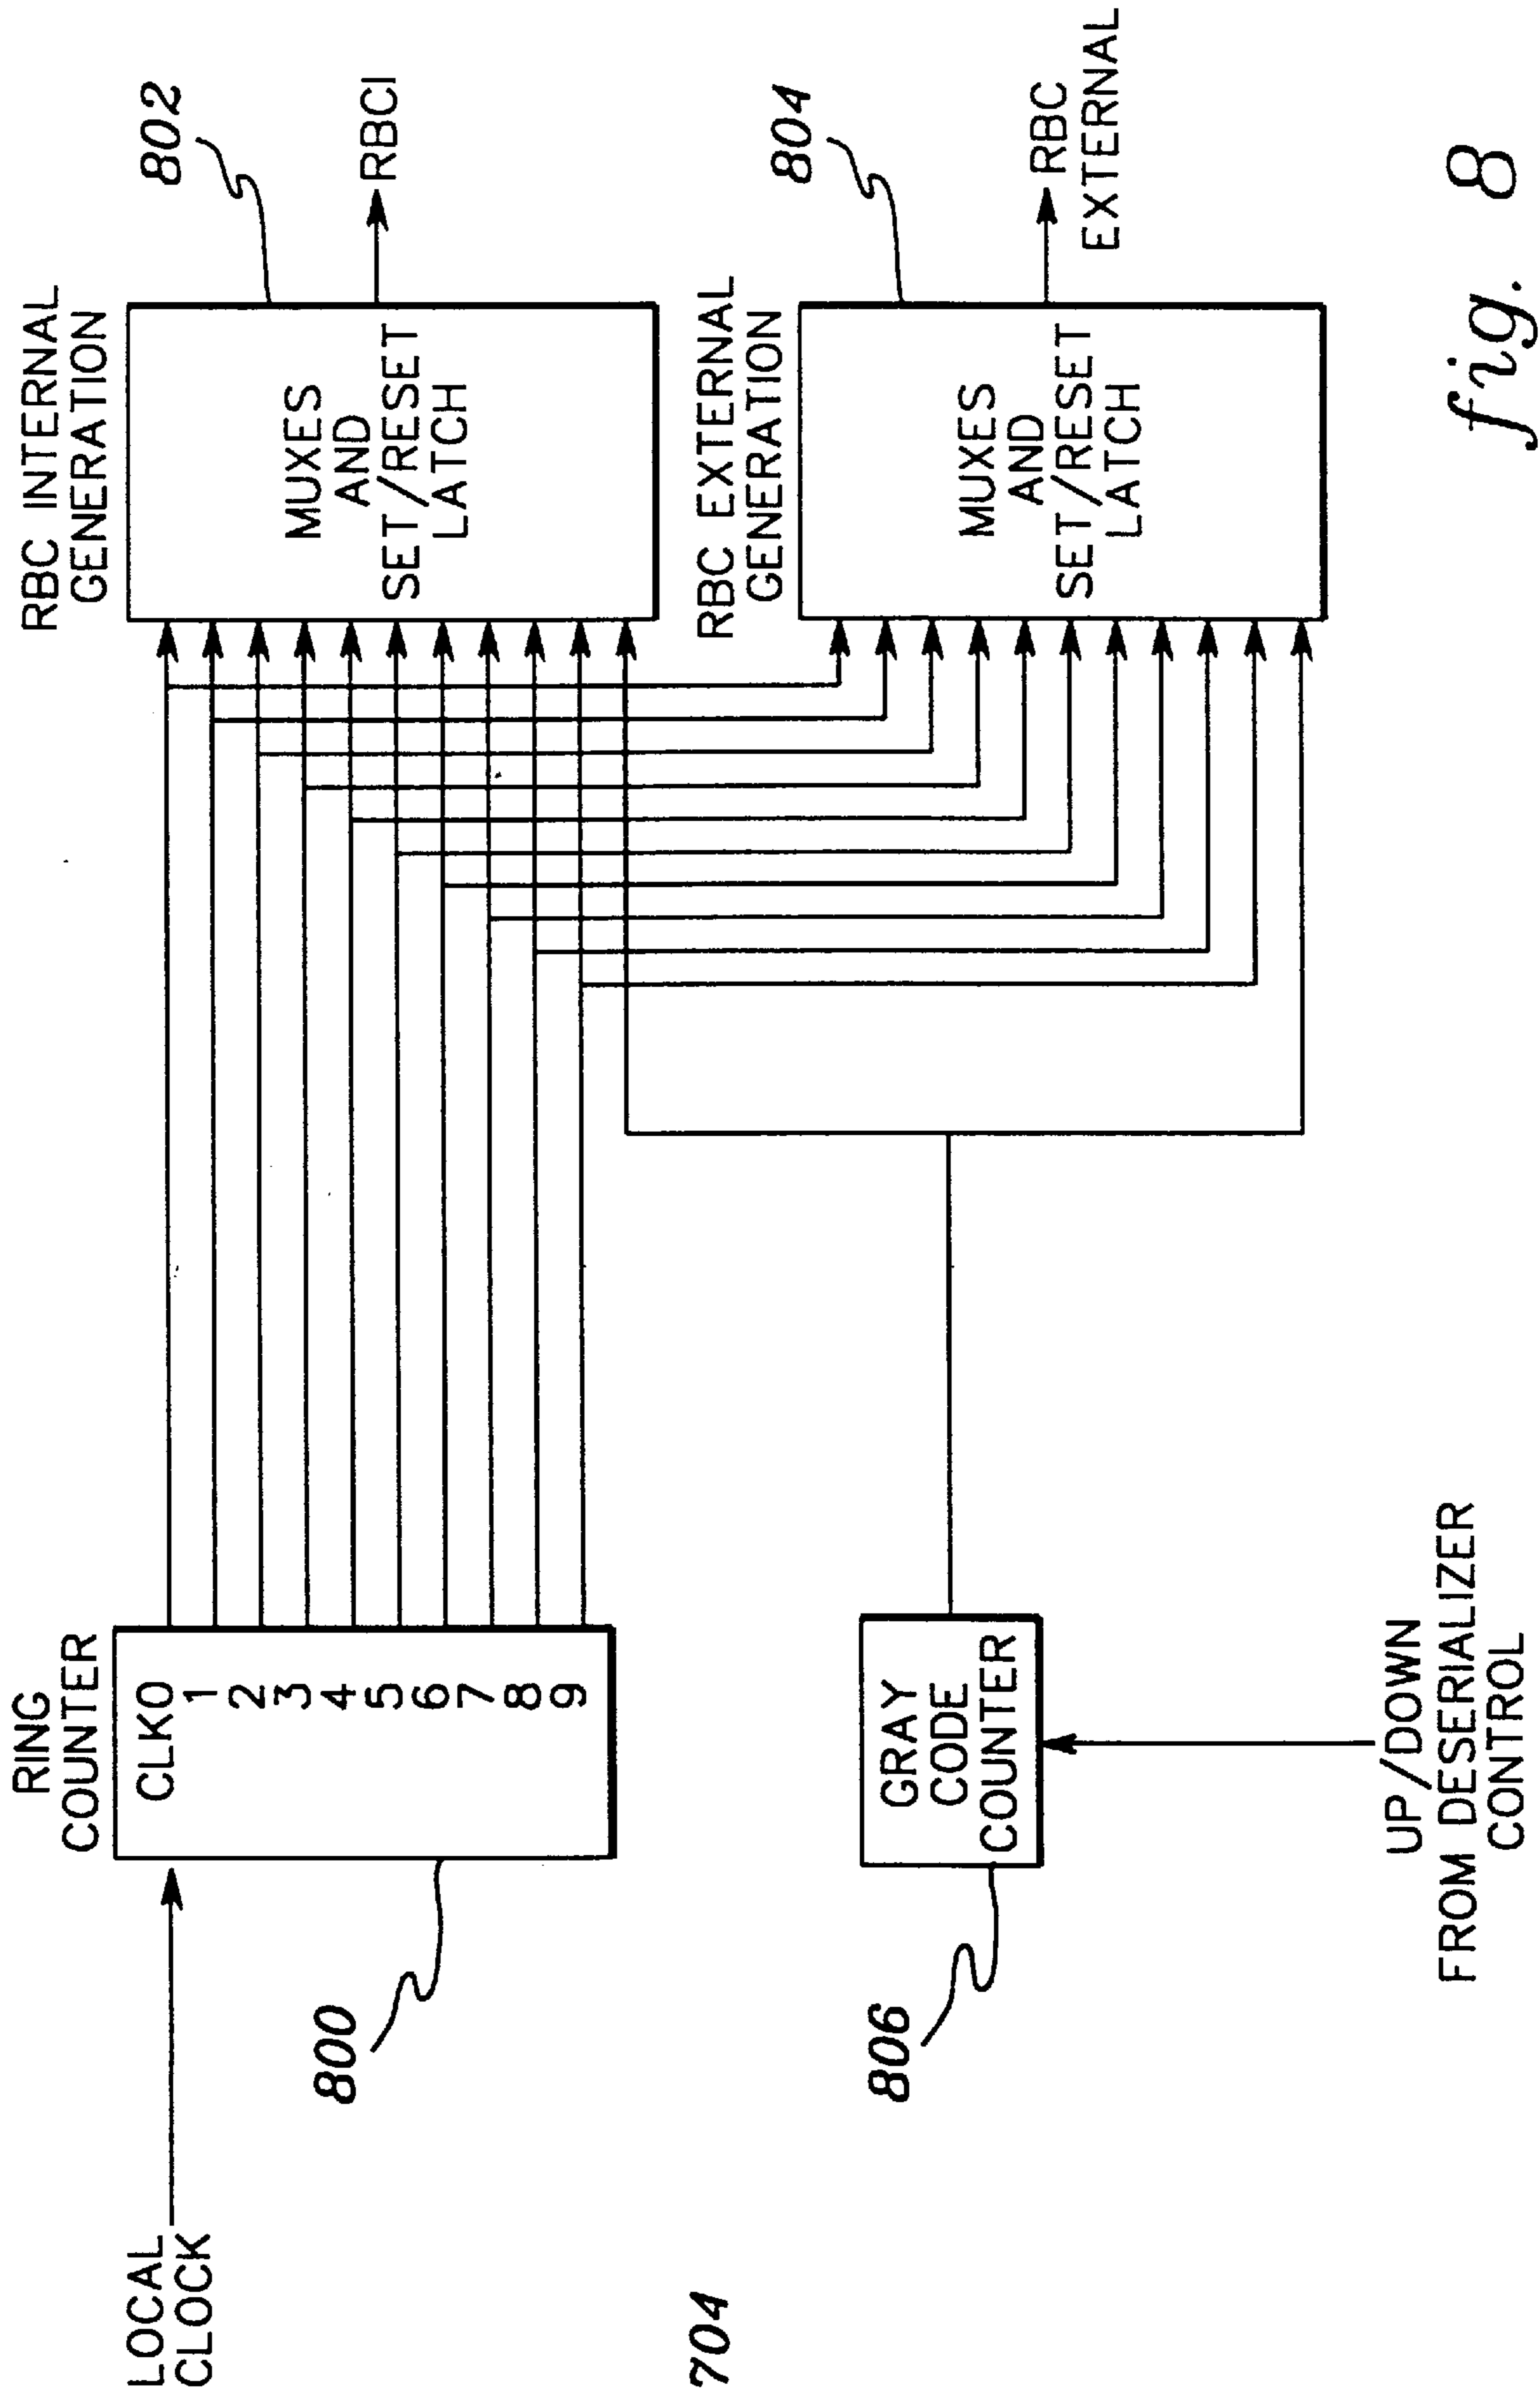 LOCAL
CLOCK
RING
COUNTER
CLK0
1
2
3
4
5
6
7
8
9
800
RBC INTERNAL
GENERATION
MUXES
AND
SET/RESET
LATCH
802
RBCI
RBC EXTERNAL
GENERATION
MUXES
AND
SET/RESET
LATCH
804
RBC
EXTERNAL
704
GRAY
CODE
COUNTER
806
UP/DOWN
FROM DESERIALIZER
CONTROL
fig. 8